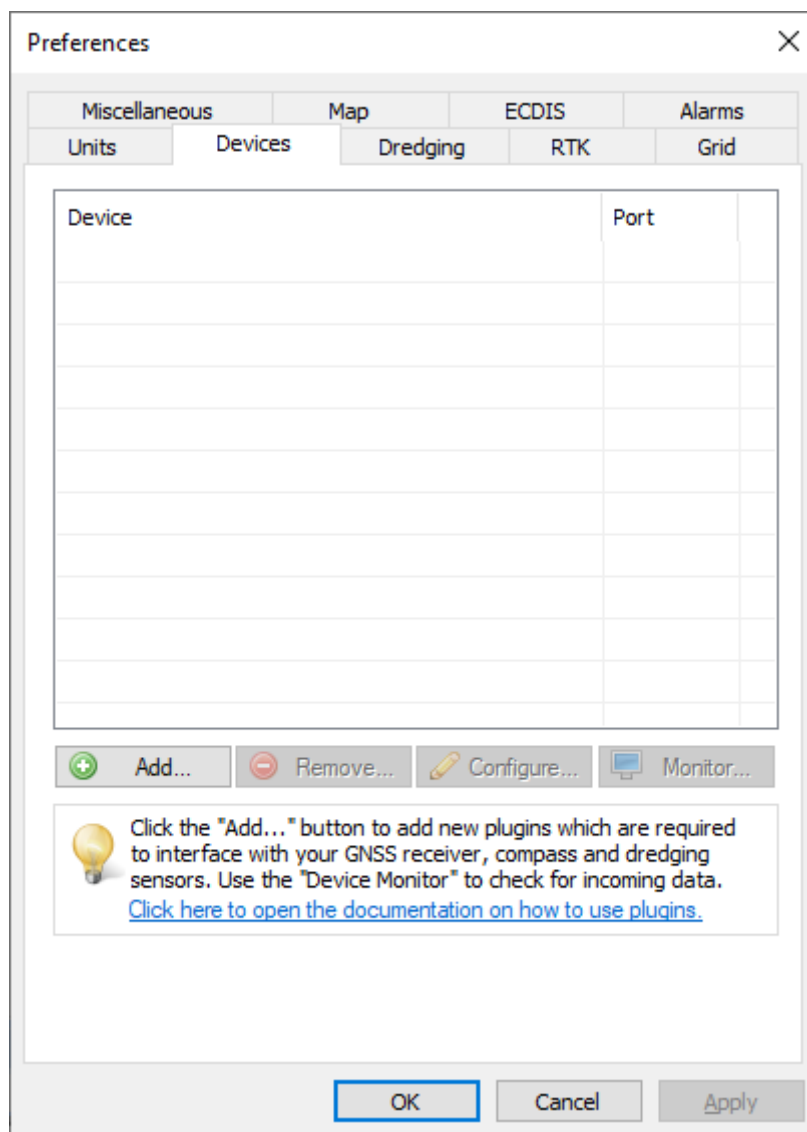 Preferences
Miscellaneous Map ECDIS Alarms
Units Devices Dredging RTK Grid
Device Port
Add... Remove... Configure... Monitor...
Click the "Add..." button to add new plugins which are required
to interface with your GNSS receiver, compass and dredging
sensors. Use the "Device Monitor" to check for incoming data.
Click here to open the documentation on how to use plugins.
OK Cancel Apply